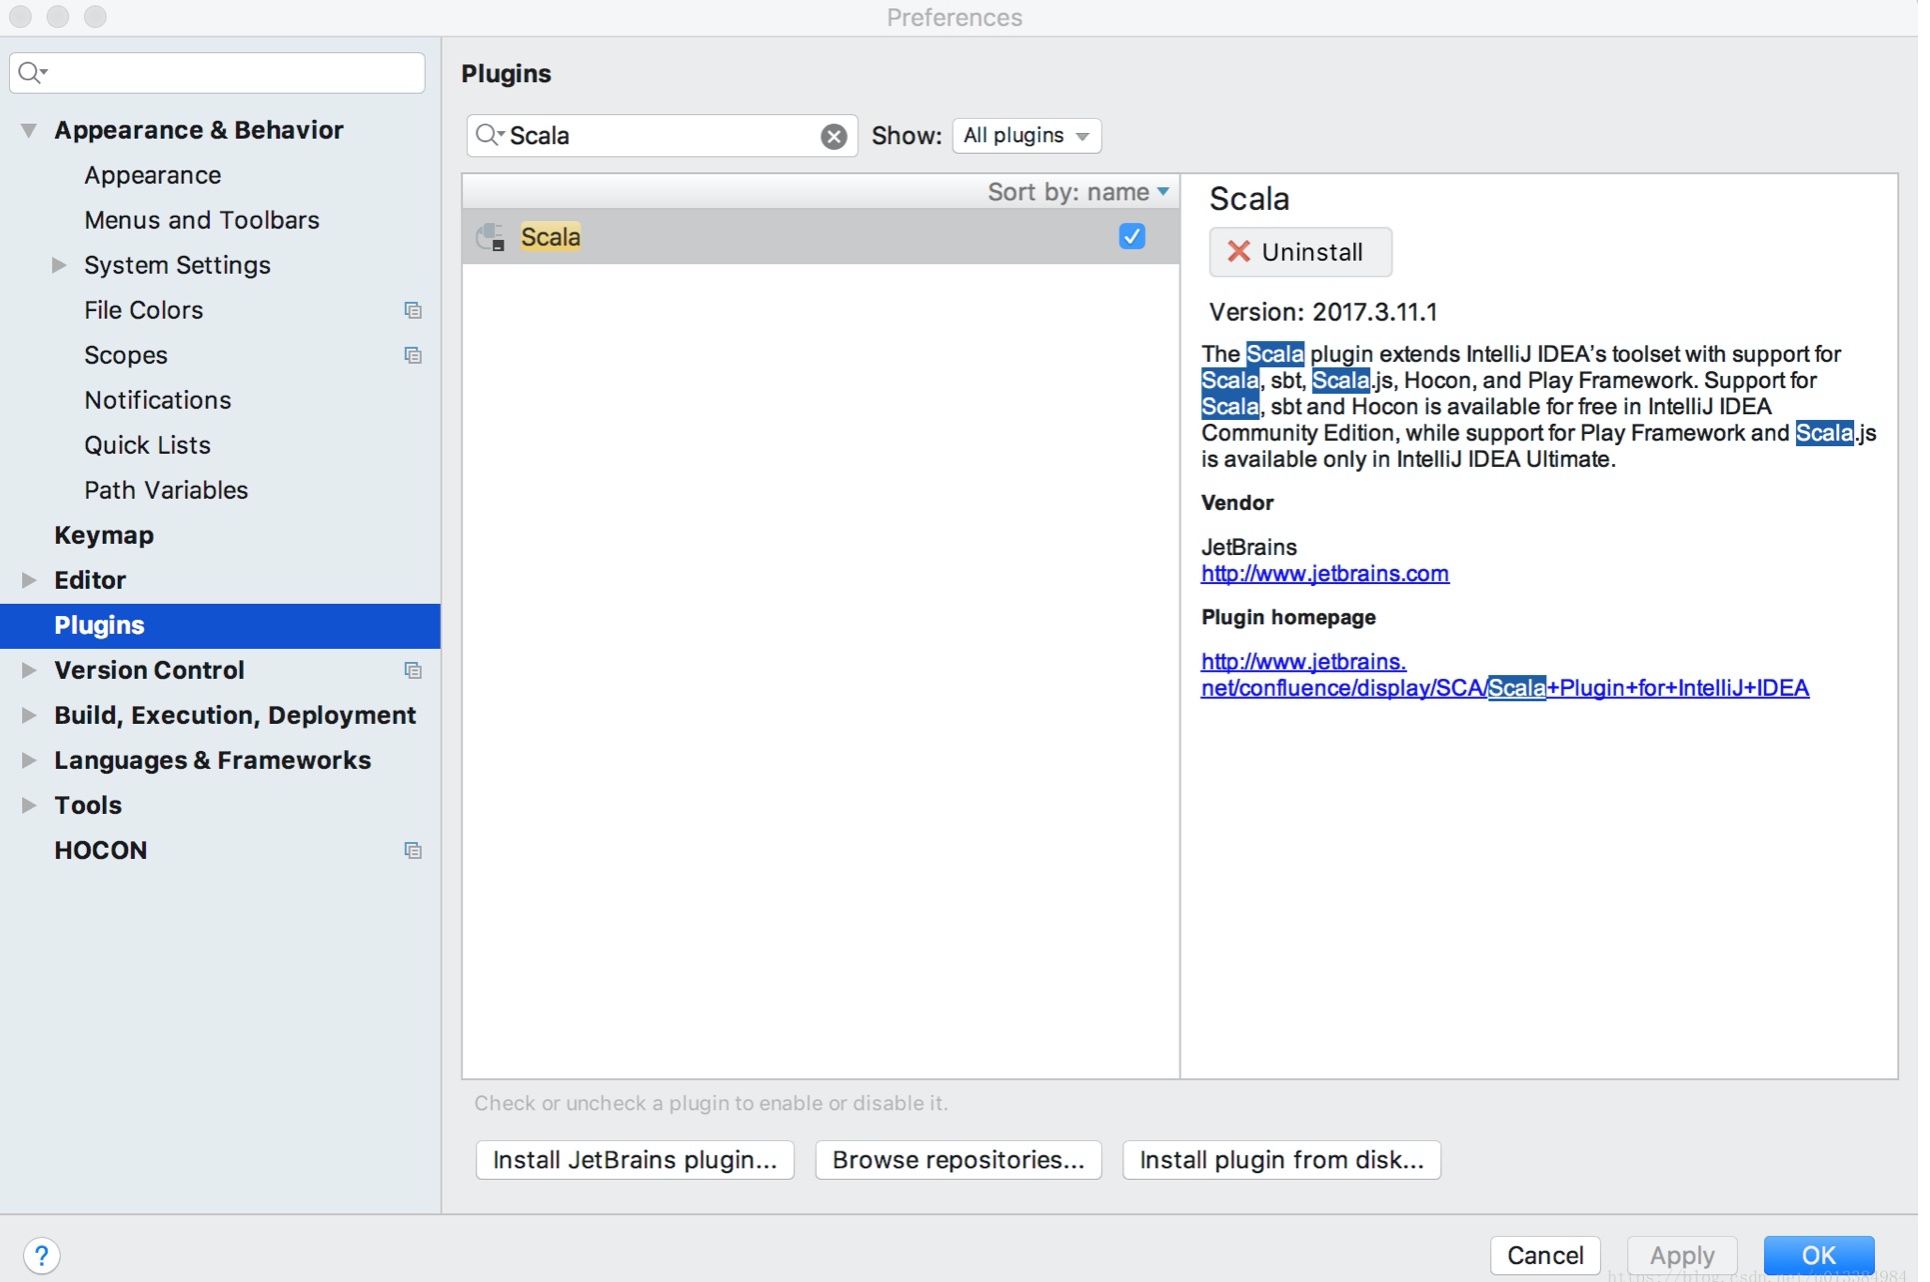 Preferences
Plugins
Scala
Show:
All plugins
Appearance & Behavior
Appearance
Menus and Toolbars
System Settings
File Colors
Scopes
Notifications
Quick Lists
Path Variables
Keymap
Editor
Plugins
Version Control
Build, Execution, Deployment
Languages & Frameworks
Tools
HOCON
Sort by: name
Scala
Scala
Uninstall
Version: 2017.3.11.1
The Scala plugin extends IntelliJ IDEA's toolset with support for
Scala, sbt, Scala.js, Hocon, and Play Framework. Support for
Scala, sbt and Hocon is available for free in IntelliJ IDEA
Community Edition, while support for Play Framework and Scala.js
is available only in IntelliJ IDEA Ultimate.
Vendor
JetBrains
http://www.jetbrains.com
Plugin homepage
http://www.jetbrains.
net/confluence/display/SCA/Scala+Plugin+for+IntelliJ+IDEA
Check or uncheck a plugin to enable or disable it.
Install JetBrains plugin...
Browse repositories...
Install plugin from disk...
?
Cancel
Apply
OK